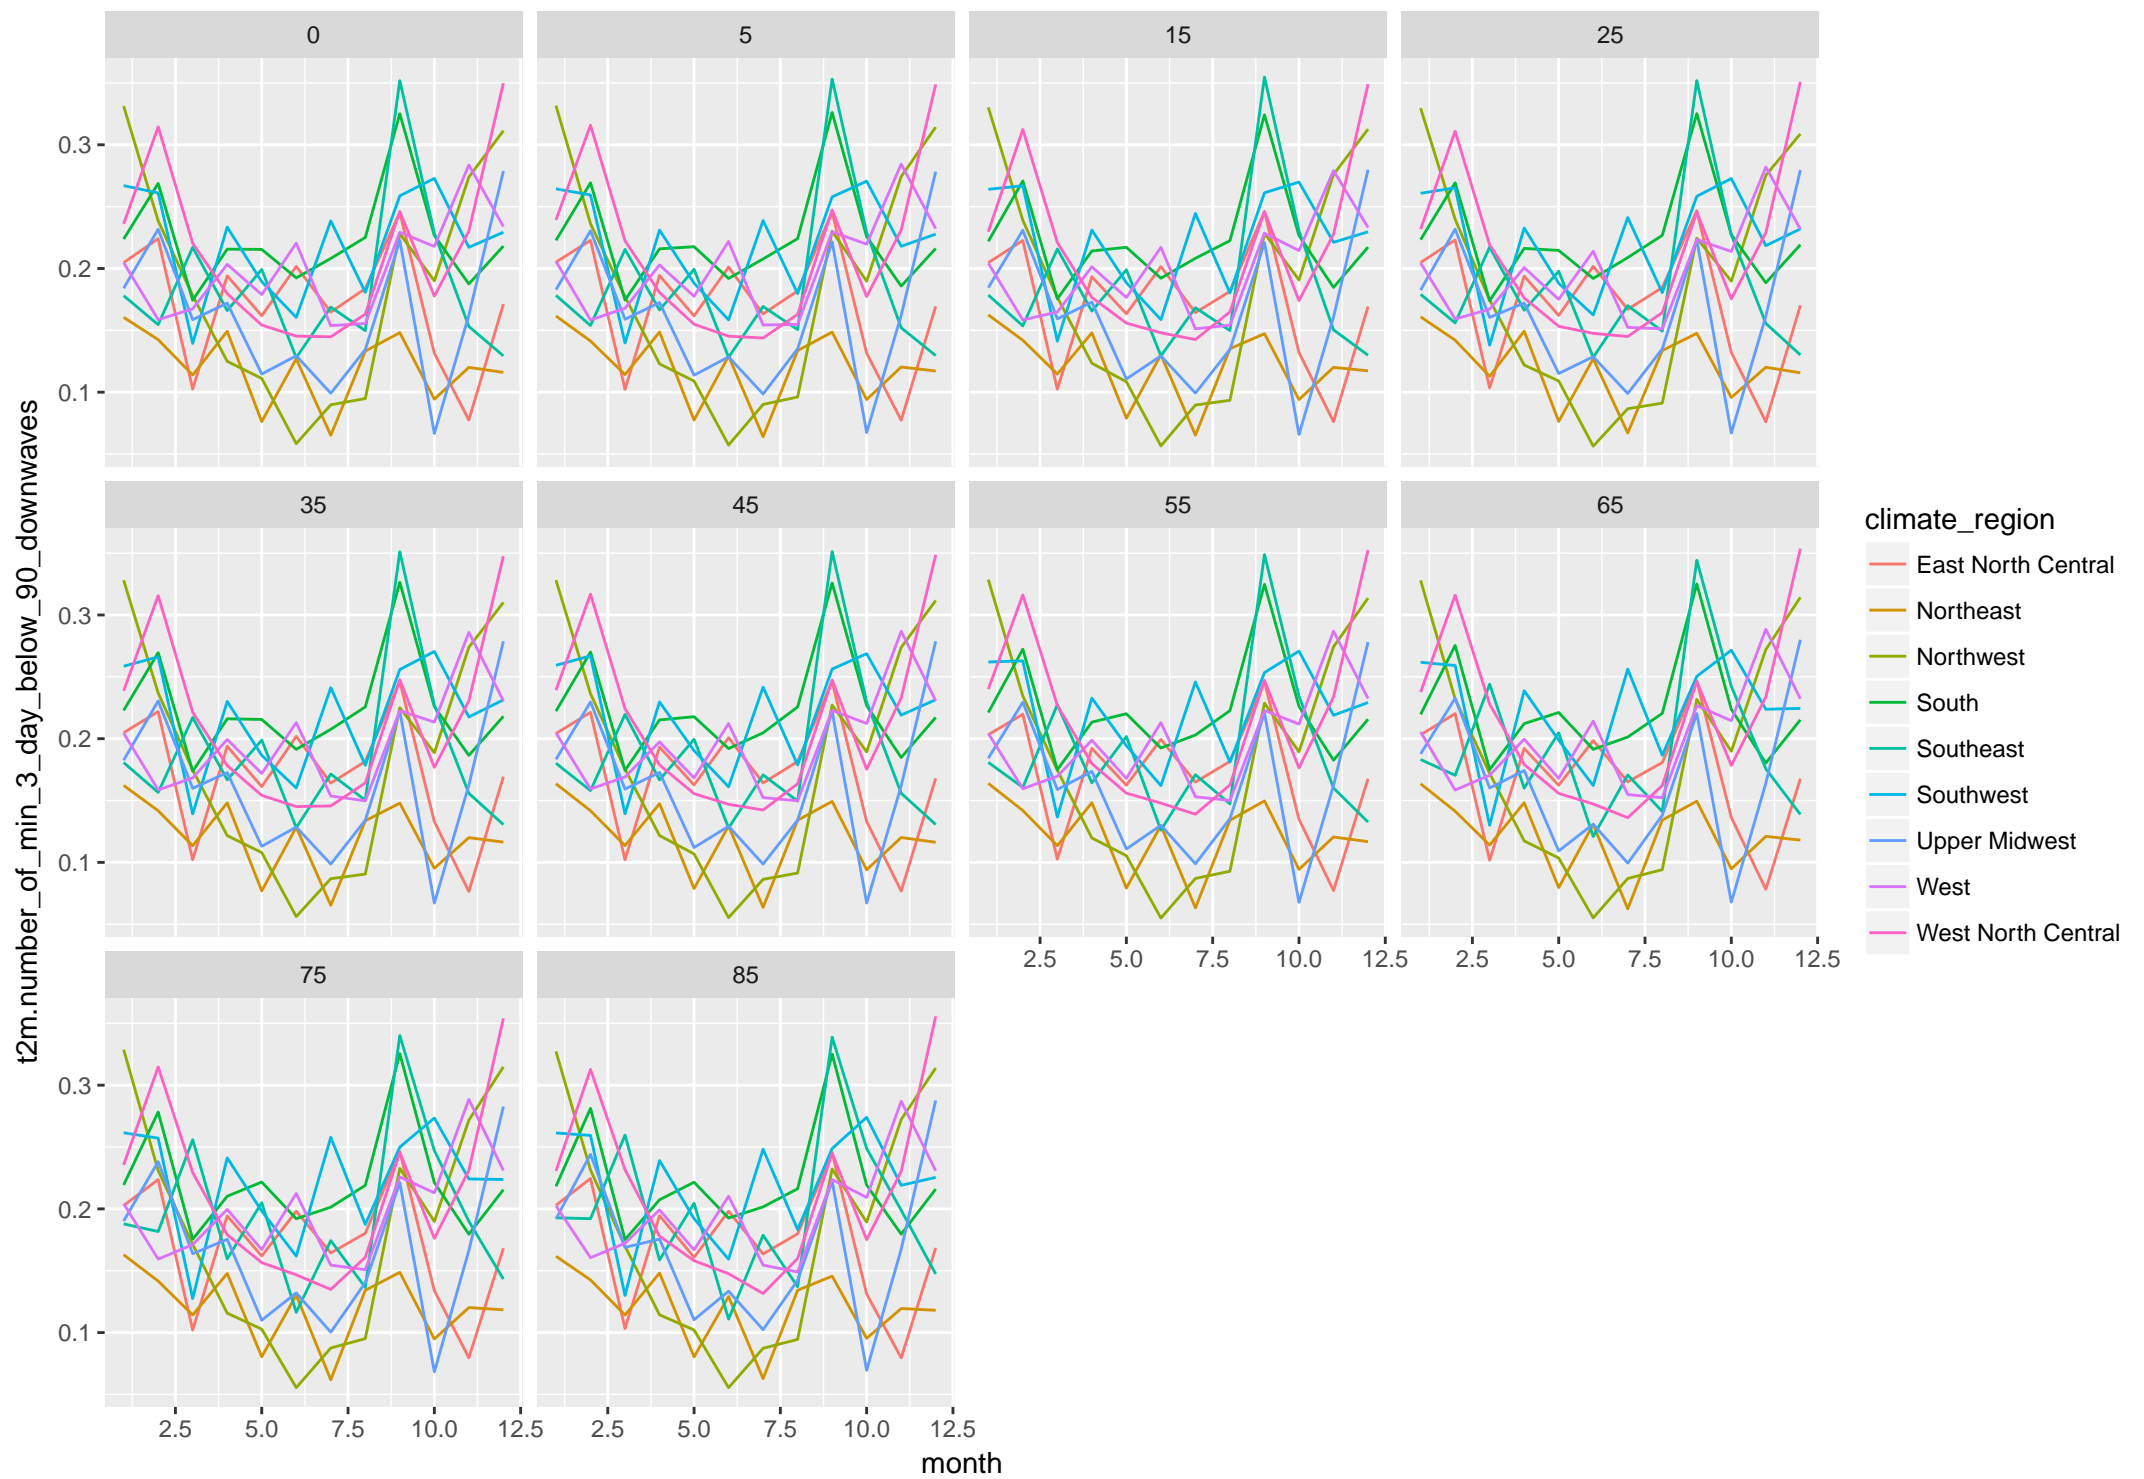 0 5 15 25
0.3
0.2
0.1
35 45 55 65
0.3
0.2
0.1
2.5 5.0 7.5 10.0 12.5 2.5 5.0 7.5 10.0 12.5
75 85
0.3
0.2
0.1
2.5 5.0 7.5 10.0 12.5 2.5 5.0 7.5 10.0 12.5
month
t2m.number_of_min_3_day_below_90_downwaves
climate_region
East North Central
Northeast
Northwest
South
Southeast
Southwest
Upper Midwest
West
West North Central